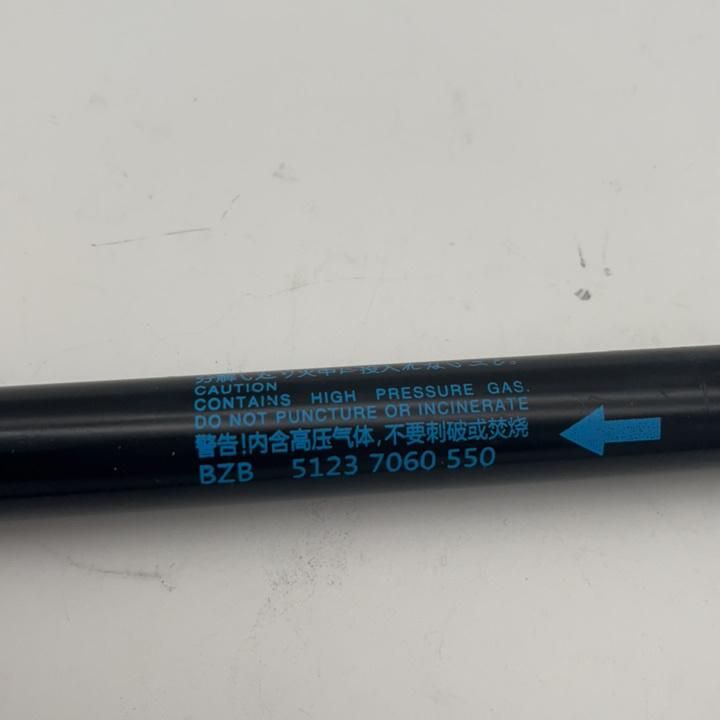 CAUTION
CONTAINS HIGH PRESSURE GAS.
DO NOT PUNCTURE OR INCINERATE
警告!内含高压气体,不要刺破或焚烧
BZB 5123 7060 550